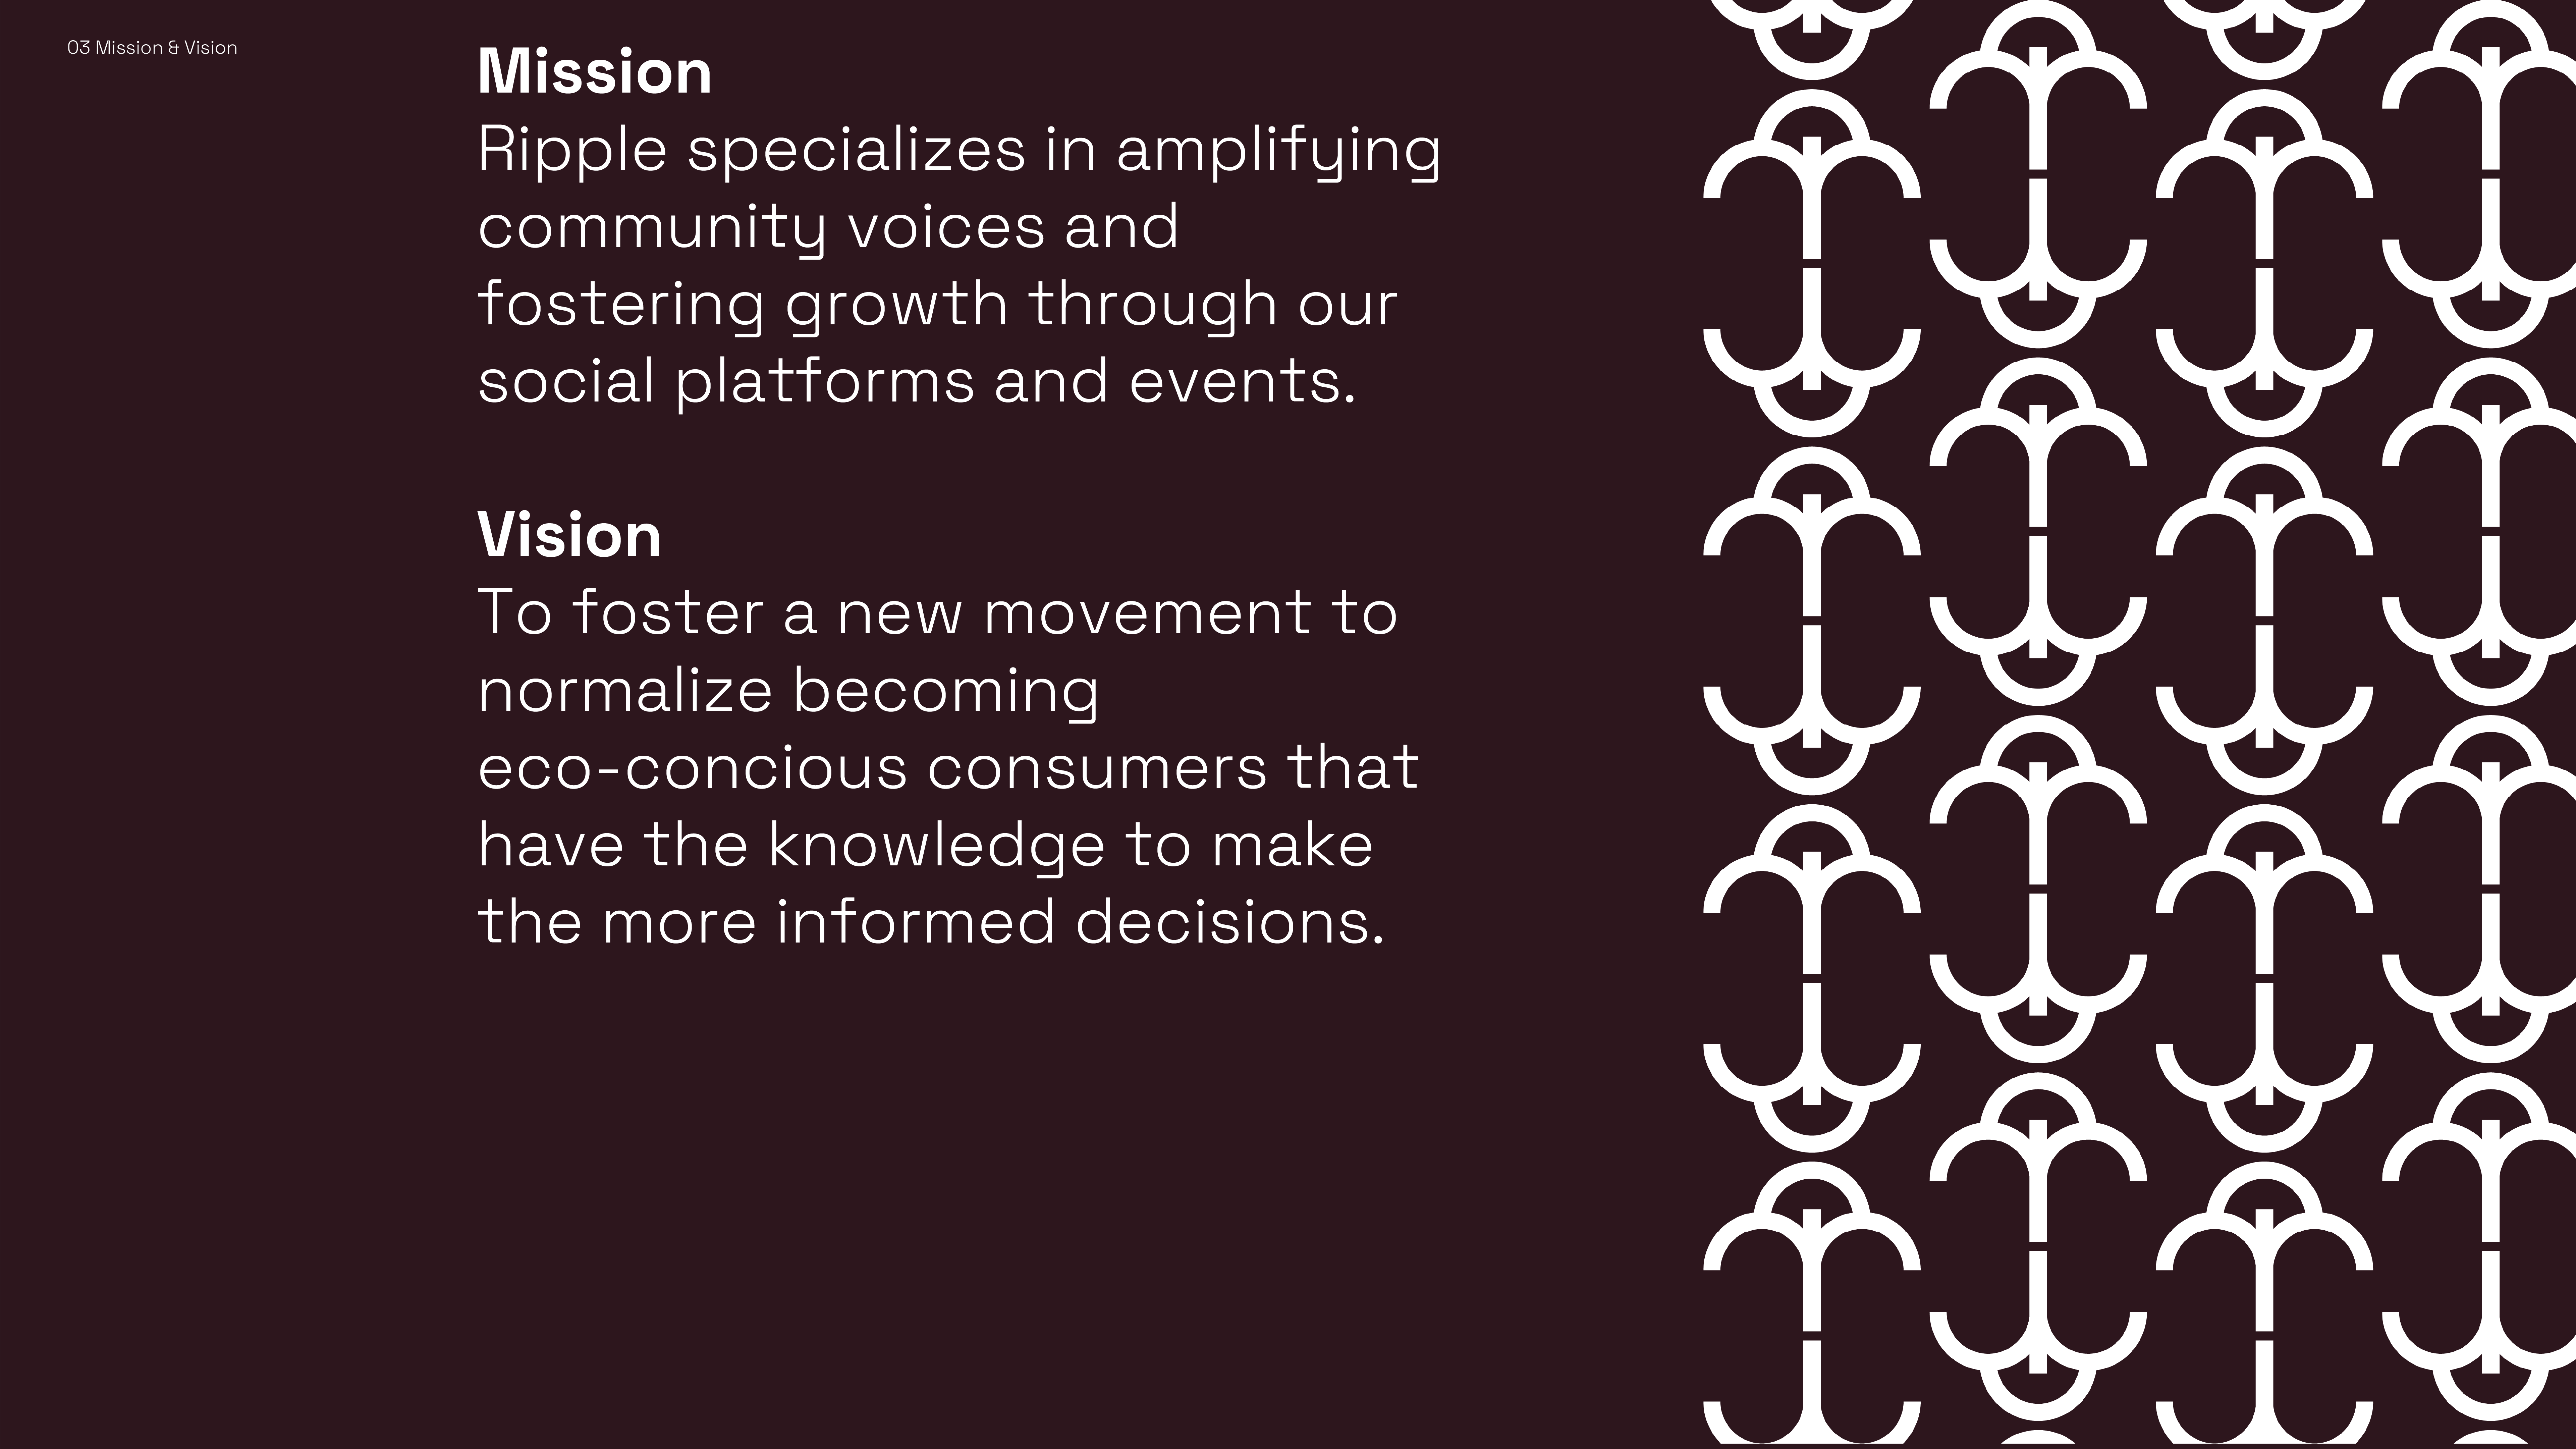 03 Mission & Vision
Mission
Ripple specializes in amplifying
community voices and
fostering growth through our
social platforms and events.
Vision
To foster a new movement to
normalize becoming
eco-concious consumers that
have the knowledge to make
the more informed decisions.